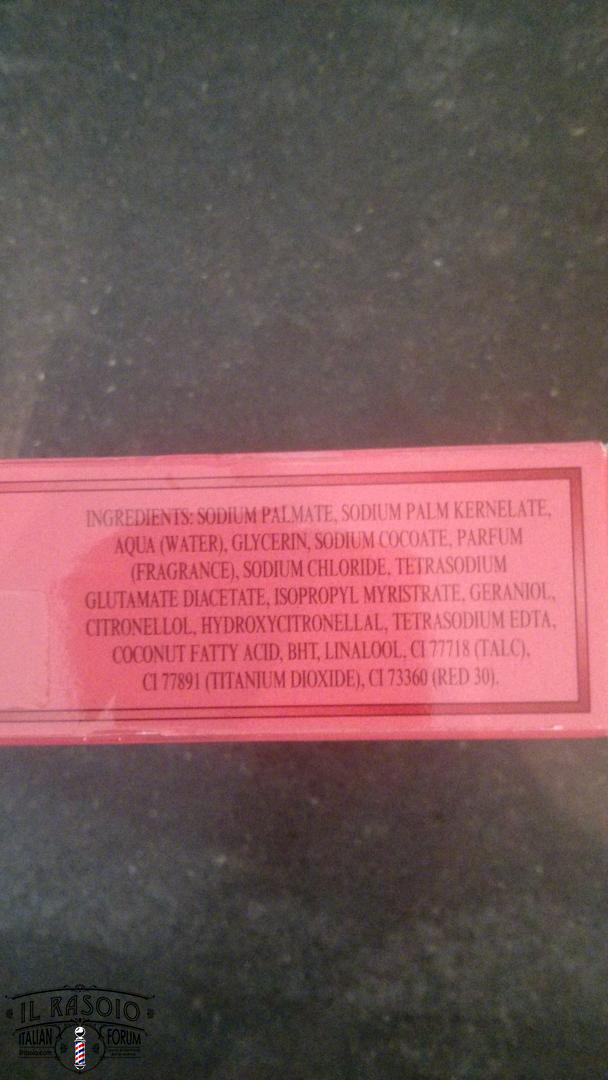 INGREDIENTS: SODIUM PALMATE, SODIUM PALM KERNELATE,
AQUA (WATER), GLYCERIN, SODIUM COCOATE, PARFUM
(FRAGRANCE), SODIUM CHLORIDE, TETRASODIUM
GLUTAMATE DIACETATE, ISOPROPYL MYRISTRATE, GERANIOL,
CITRONELLOL, HYDROXYCITRONELLAL, TETRASODIUM EDTA,
COCONUT FATTY ACID, BHT, LINALOOL, CI 77718 (TALC),
CI 77891 (TITANIUM DIOXIDE), CI 73360 (RED 30).
IL RASOIO
ITALIAN FORUM